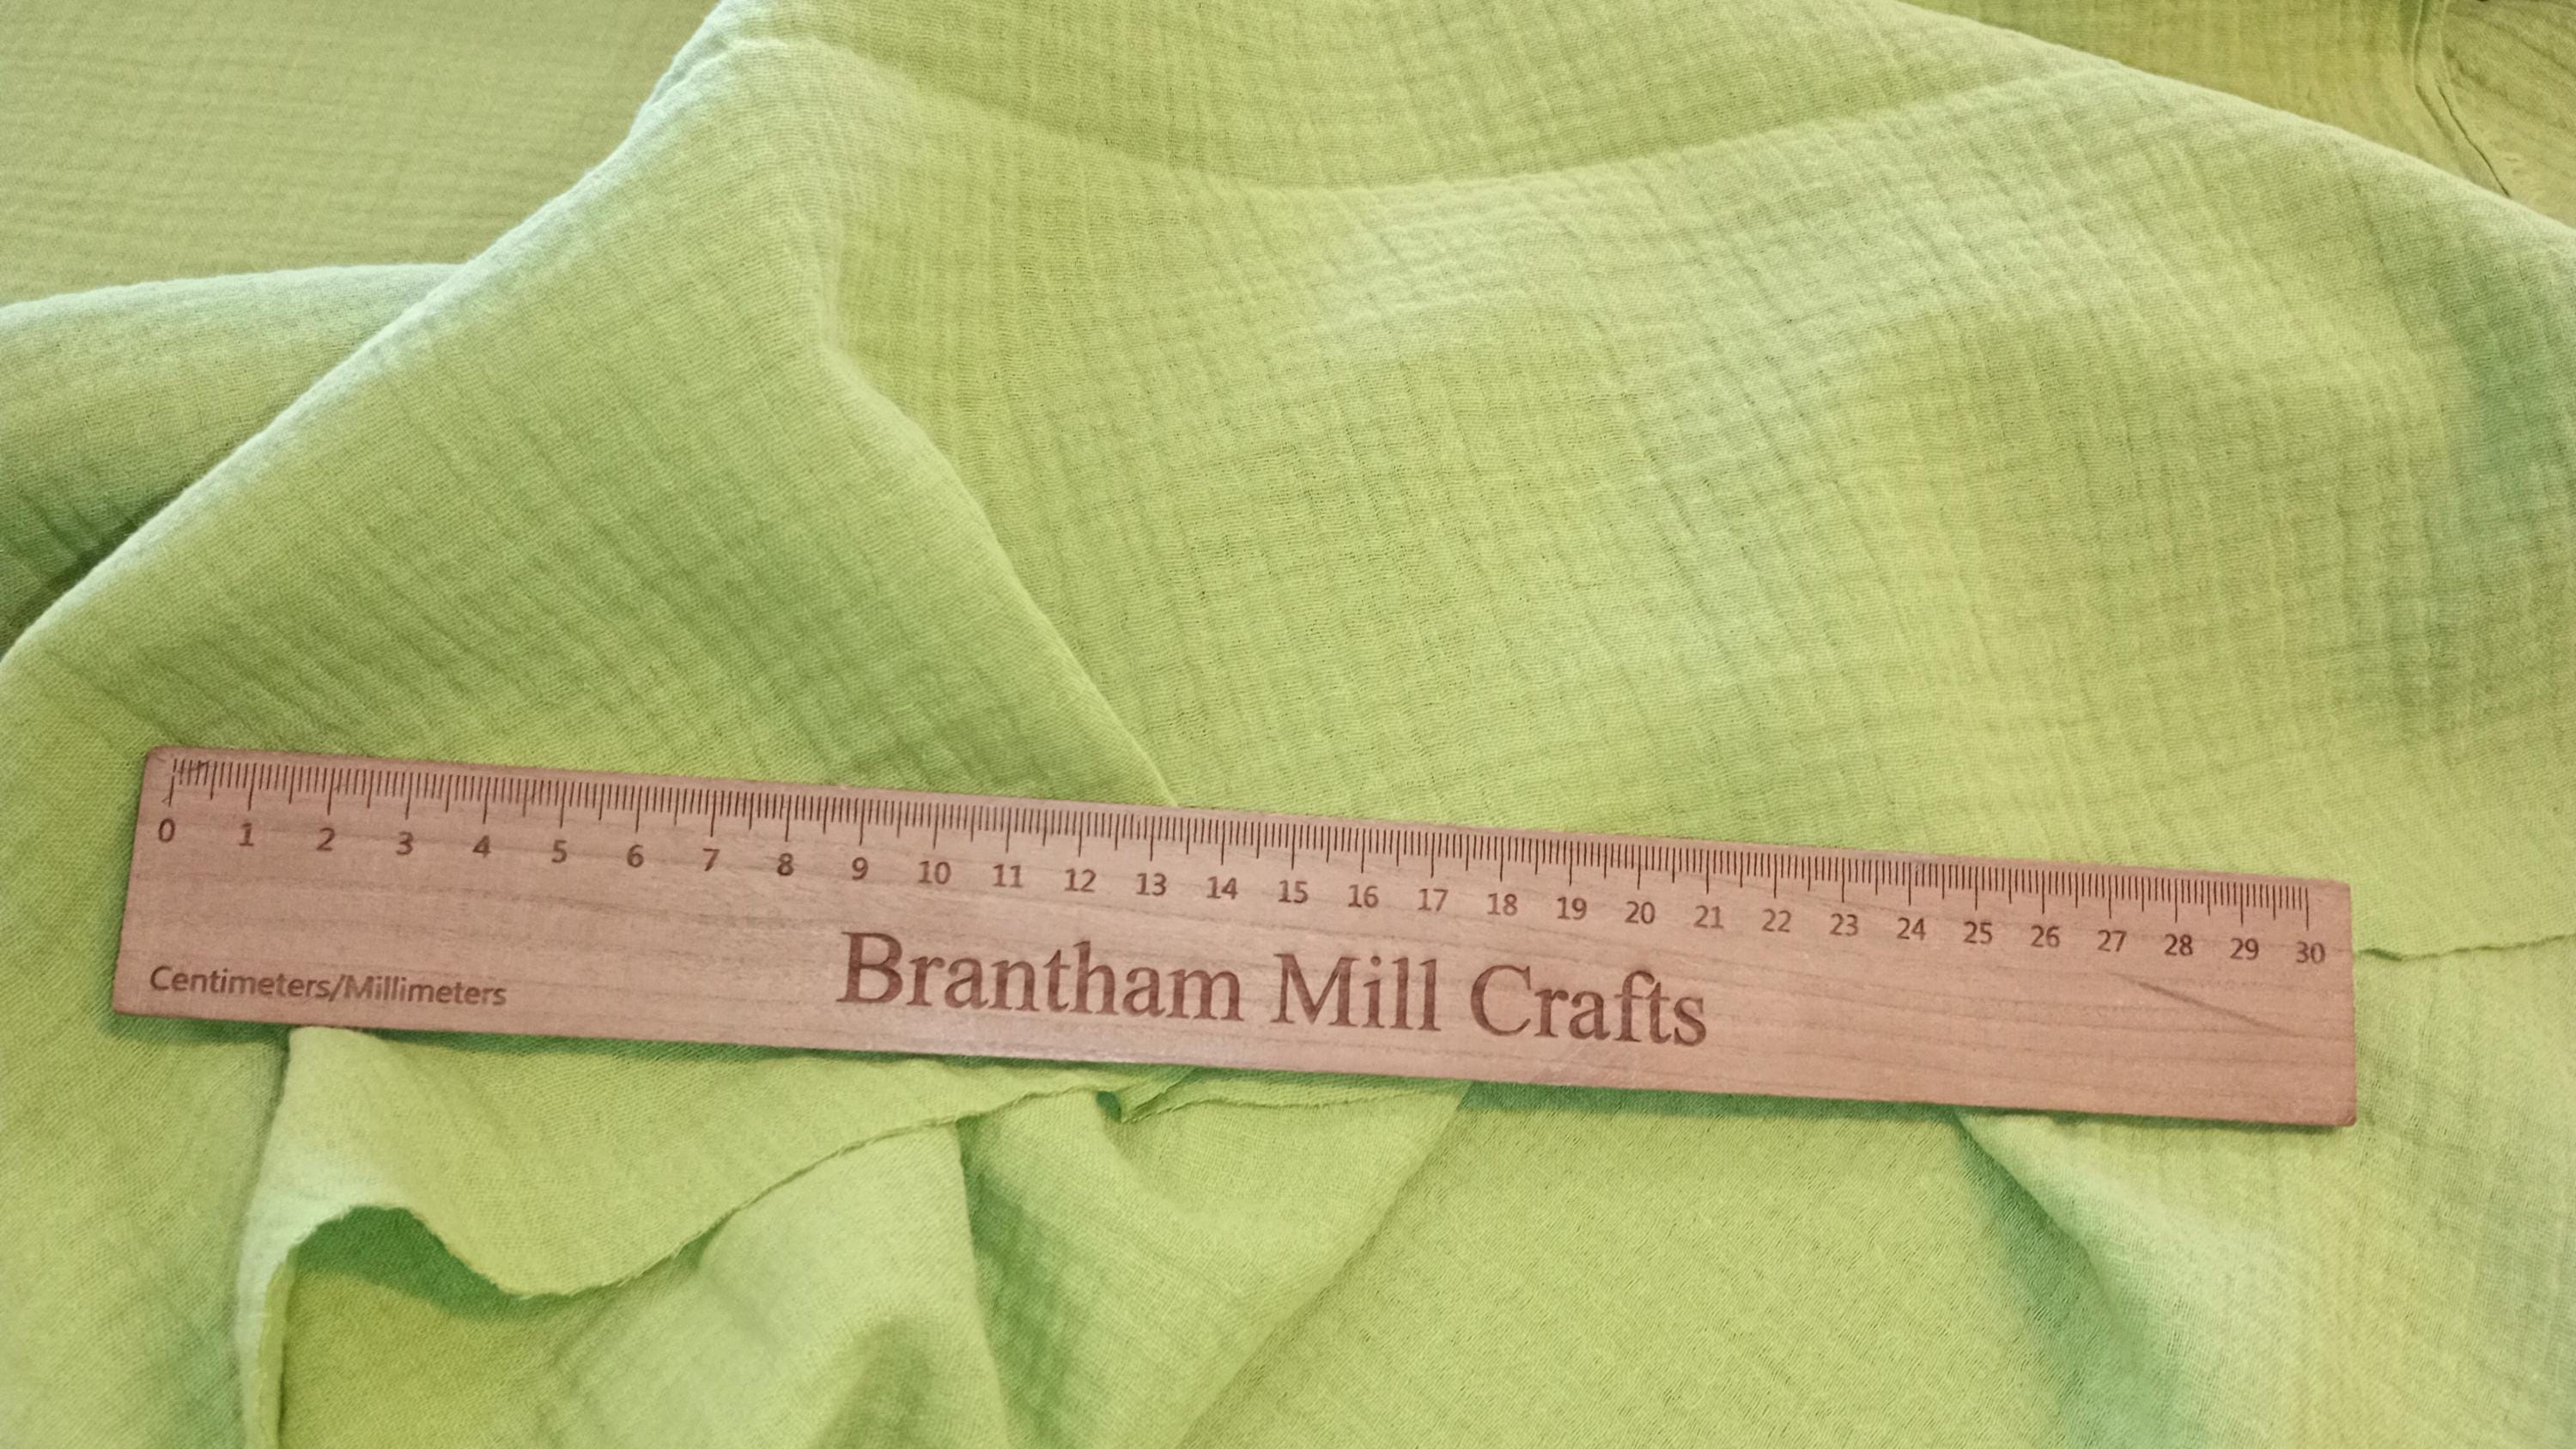 0 1 2 3 4 5 6 7 8 9 10 11 12 13 14 15 16 17 18 19 20 21 22 23 24 25 26 27 28 29 30
Brantham Mill Crafts
Centimeters/Millimeters